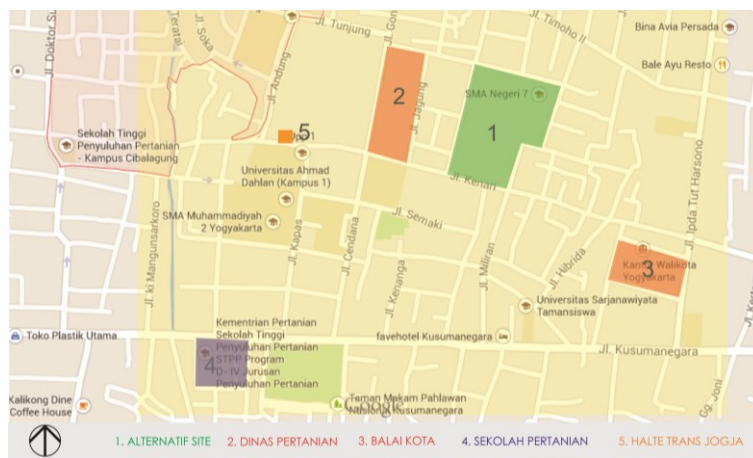 Jl. Doktor Su
Teratai
Jl. Soka
Jl. Andung
Jl. Tunjung
Jl. Gon
Jl. Timoho II
Bina Avia Persada
Bale Ayu Resto
SMA Negeri 7
2
Jl. Jagung
1
5
Sekolah Tinggi
Penyuluhan Pertanian
- Kampus Cibalagung
Universitas Ahmad
Dahlan (Kampus 1)
Jl. Kenari
Jl. Ipda Tut Harsono
SMA Muhammadiyah
2 Yogyakarta
Jl. Semaki
Jl. ki Mangunsarkoro
Jl. Kapas
Jl. Cendana
Jl. Kenanga
Jl. Miliran
Jl. Hibrida
Walikota
Yogyakarta
3
Universitas Sarjanawiyata
Tamansiswa
Toko Plastik Utama
Kementrian Pertanian
Sekolah Tinggi
Penyuluhan Pertanian
STPP Program
D- IV Jurusan
Penyuluhan Pertanian
4
favehotel Kusumanegara
Jl. Kusumanegara
Kalikong Dine
Coffee House
Taman Makam Pahlawan
Kusumanegara
Google
Gg. Joni
1. ALTERNATIF SITE 2. DINAS PERTANIAN 3. BALAI KOTA 4. SEKOLAH PERTANIAN 5. HALTE TRANS JOGJA